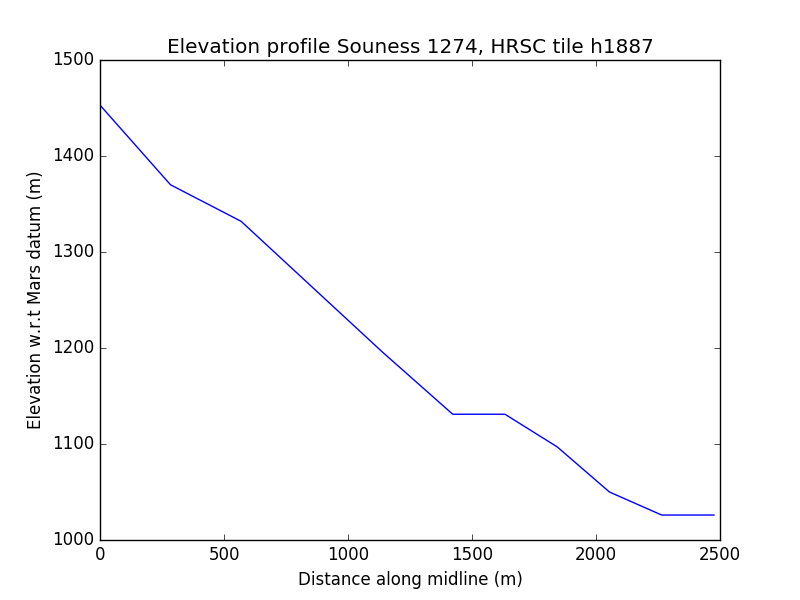 Elevation profile Souness 1274, HRSC tile h1887
1500
1400
1300
1200
1100
1000
Elevation w.r.t Mars datum (m)
0 500 1000 1500 2000 2500
Distance along midline (m)